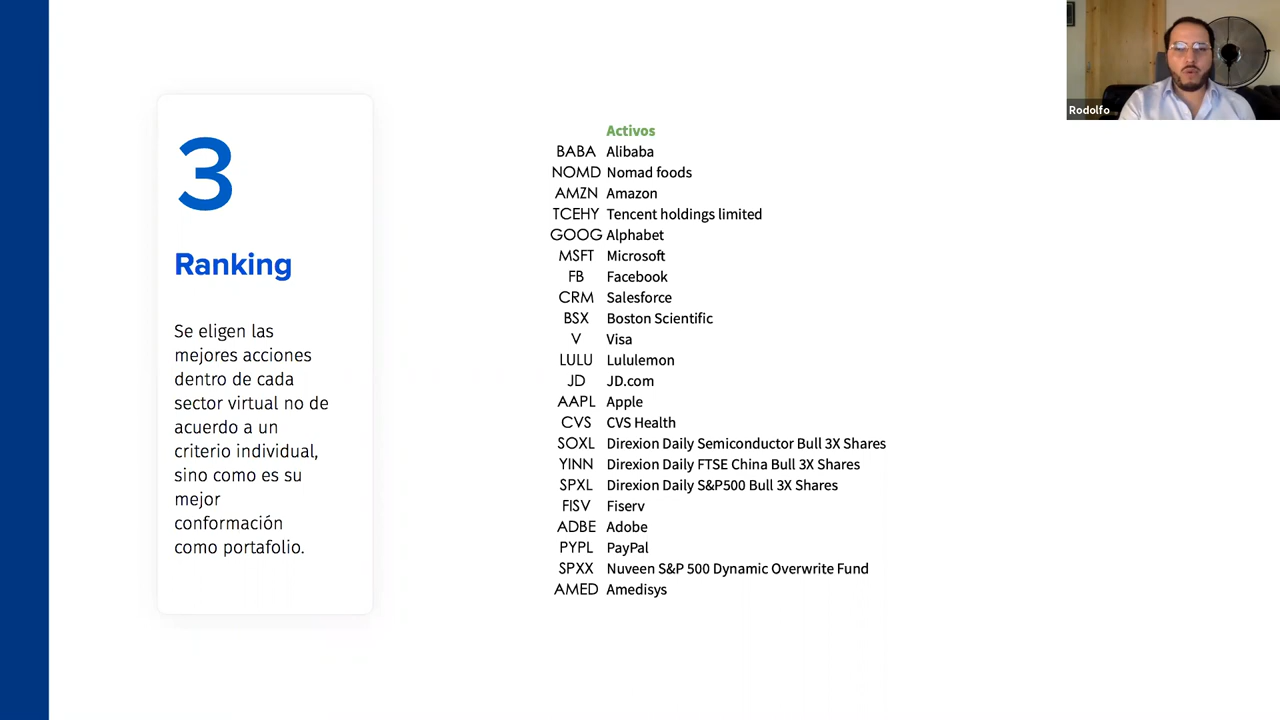 Rodolfo
3
Ranking
Se eligen las
mejores acciones
dentro de cada
sector virtual no de
acuerdo a un
criterio individual,
sino como es su
mejor
conformación
como portafolio.
Activos
BABA Alibaba
NOMD Nomad foods
AMZN Amazon
TCEHY Tencent holdings limited
GOOG Alphabet
MSFT Microsoft
FB Facebook
CRM Salesforce
BSX Boston Scientific
V Visa
LULU Lululemon
JD JD.com
AAPL Apple
CVS CVS Health
SOXL Direxion Daily Semiconductor Bull 3X Shares
YINN Direxion Daily FTSE China Bull 3X Shares
SPXL Direxion Daily S&P500 Bull 3X Shares
FISV Fiserv
ADBE Adobe
PYPL PayPal
SPXX Nuveen S&P 500 Dynamic Overwrite Fund
AMED Amedisys